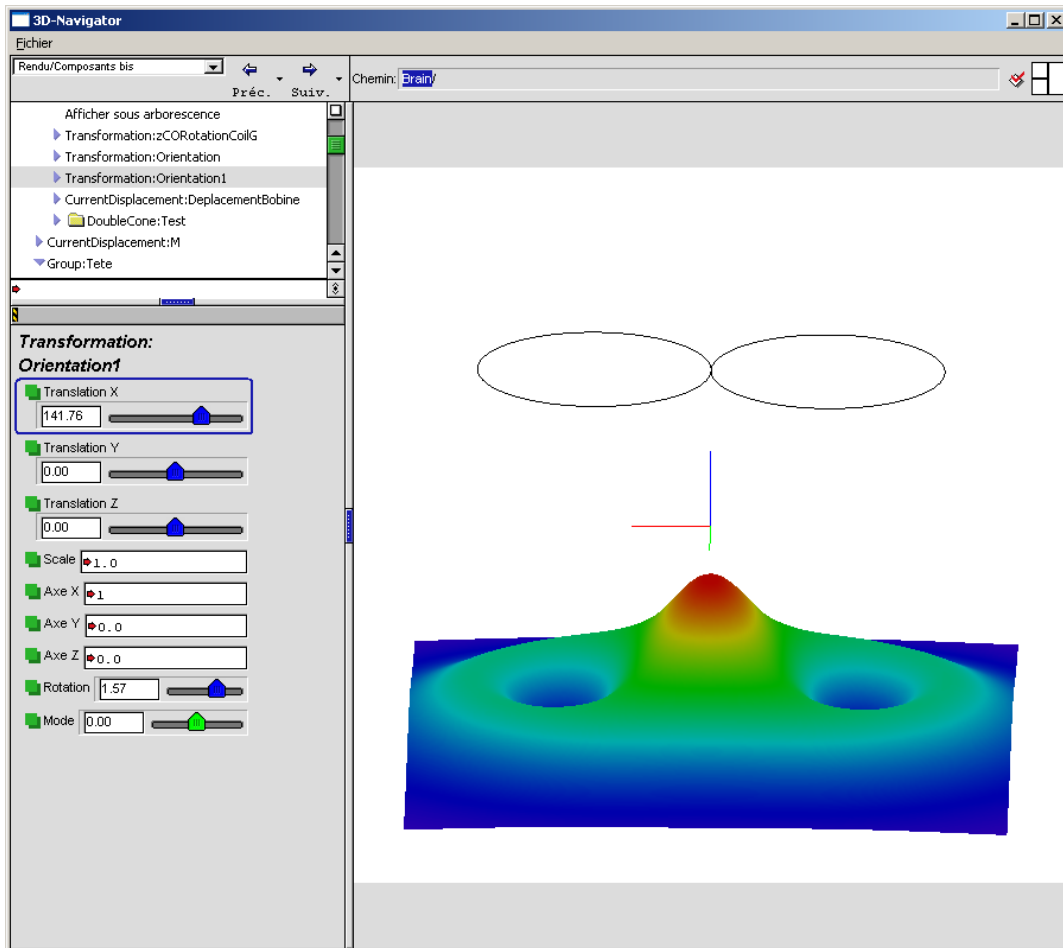 3D-Navigator
Fichier
Rendu/Composants bis
Préc. Suiv.
Chemin: Brain/
Afficher sous arborescence
Transformation:zCORotationCoilG
Transformation:Orientation
Transformation:Orientation1
CurrentDisplacement:DeplacementBobine
DoubleCone:Test
CurrentDisplacement:M
Group:Tete
Transformation:
Orientation1
Translation X
141.76
Translation Y
0.00
Translation Z
0.00
Scale 1.0
Axe X 1
Axe Y 0.0
Axe Z 0.0
Rotation 1.57
Mode 0.00